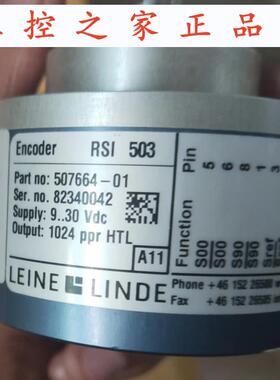 控之家正品
Encoder RSI 503
Part no: 507664-01
Ser. no: 82340042
Supply: 9..30 Vdc
Output: 1024 ppr HTL
A11
LEINE LINDE
Pin
5
6
8
1
Function
S00
S00
S90
S90
Phone +46 152 26500
Fax +46 152 26505